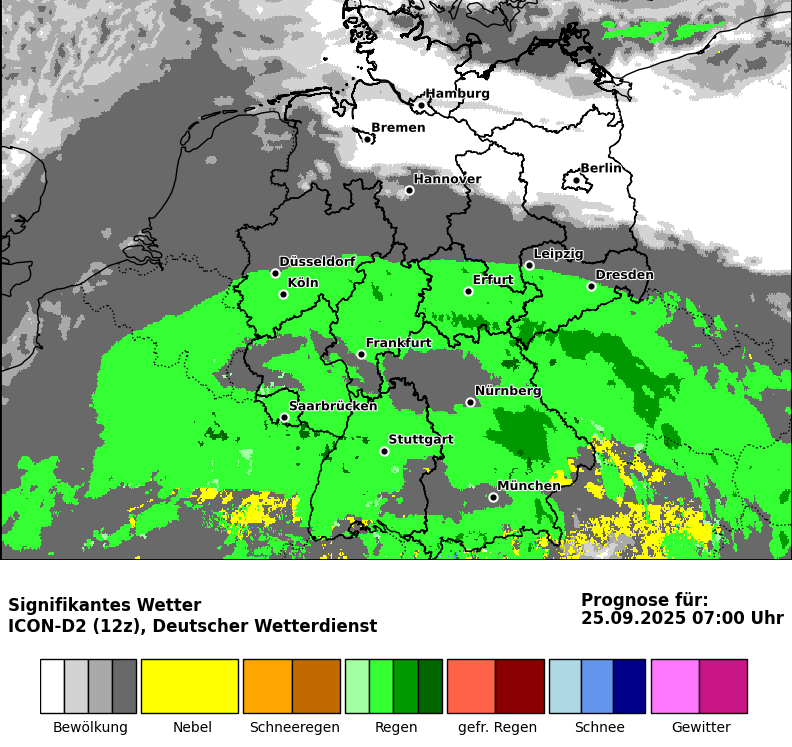 Hamburg
Bremen
Berlin
Hannover
Leipzig
Düsseldorf
Dresden
Köln
Erfurt
Frankfurt
Nürnberg
Saarbrücken
Stuttgart
München
Signifikantes Wetter
ICON-D2 (12z), Deutscher Wetterdienst
Prognose für:
25.09.2025 07:00 Uhr
Bewölkung Nebel Schneeregen Regen gefr. Regen Schnee Gewitter